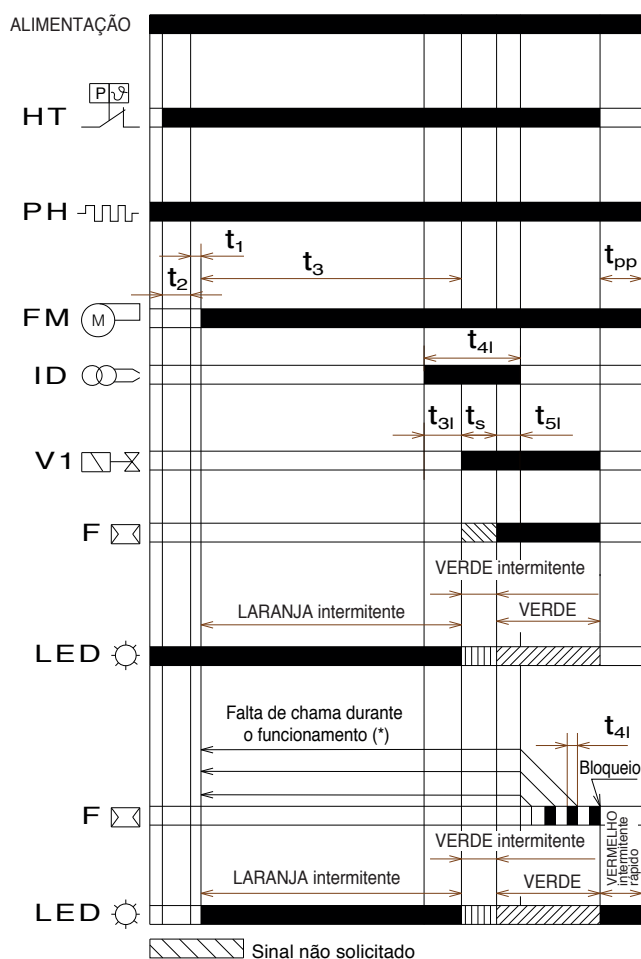 ALIMENTAÇÃO
P
HT
PH
t1
t3
tpp
t2
FM
M
t4l
ID
t3l
ts
t5l
V1
F
VERDE intermitente
LARANJA intermitente
VERDE
LED
Falta de chama durante
o funcionamento (*)
t4l
Bloqueio
F
VERDE intermitente
VERMELHO
intermitente
rápido
LARANJA intermitente
VERDE
LED
Sinal não solicitado